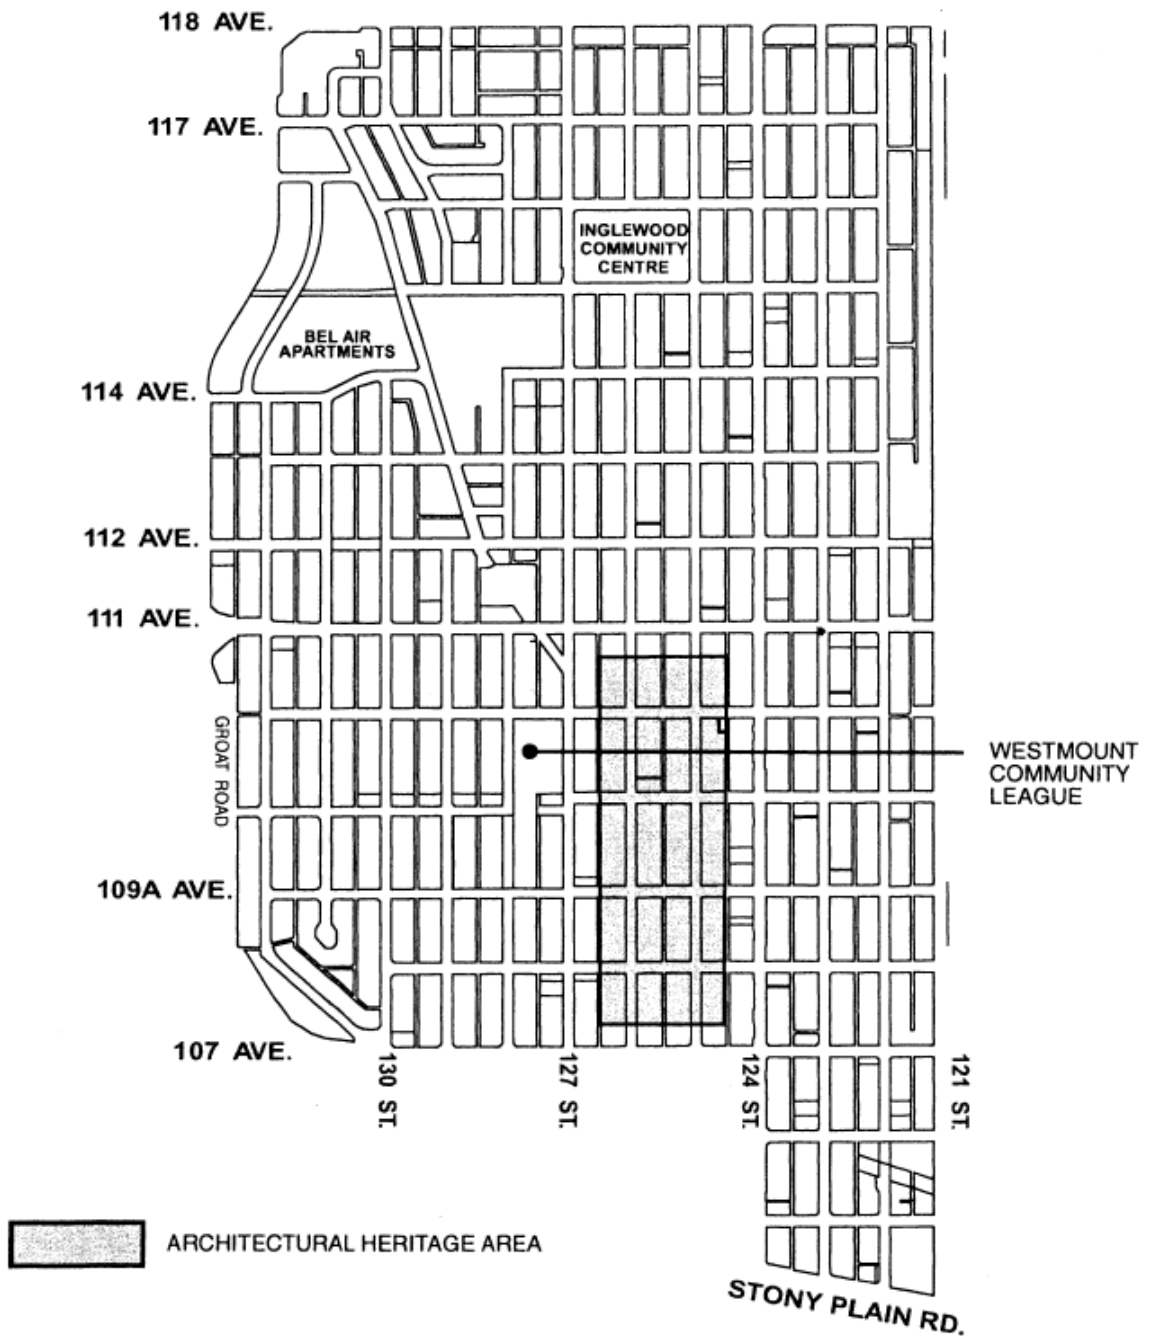 118 AVE.
117 AVE.
INGLEWOOD
COMMUNITY
CENTRE
BEL AIR
APARTMENTS
114 AVE.
112 AVE.
111 AVE.
GROAT ROAD
WESTMOUNT
COMMUNITY
LEAGUE
109A AVE.
107 AVE.
130 ST.
127 ST.
124 ST.
121 ST.
ARCHITECTURAL HERITAGE AREA
STONY PLAIN RD.